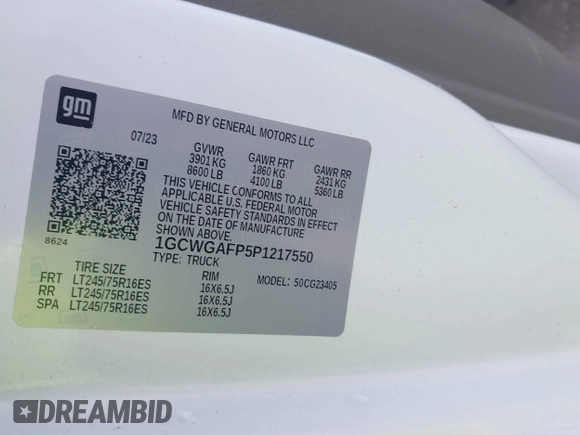 gm
MFD BY GENERAL MOTORS LLC
07/23
GVWR GAWR FRT GAWR RR
3901 KG 1860 KG 2431 KG
8600 LB 4100 LB 5360 LB
THIS VEHICLE CONFORMS TO ALL
APPLICABLE U.S. FEDERAL MOTOR
VEHICLE SAFETY STANDARDS IN EFFECT
ON THE DATE OF MANUFACTURE
SHOWN ABOVE.
8624
1GCWGAFP5P1217550
TYPE: TRUCK MODEL: 50CG23405
TIRE SIZE RIM
FRT LT245/75R16ES 16X6.5J
RR LT245/75R16ES 16X6.5J
SPA LT245/75R16ES 16X6.5J
DREAMBID